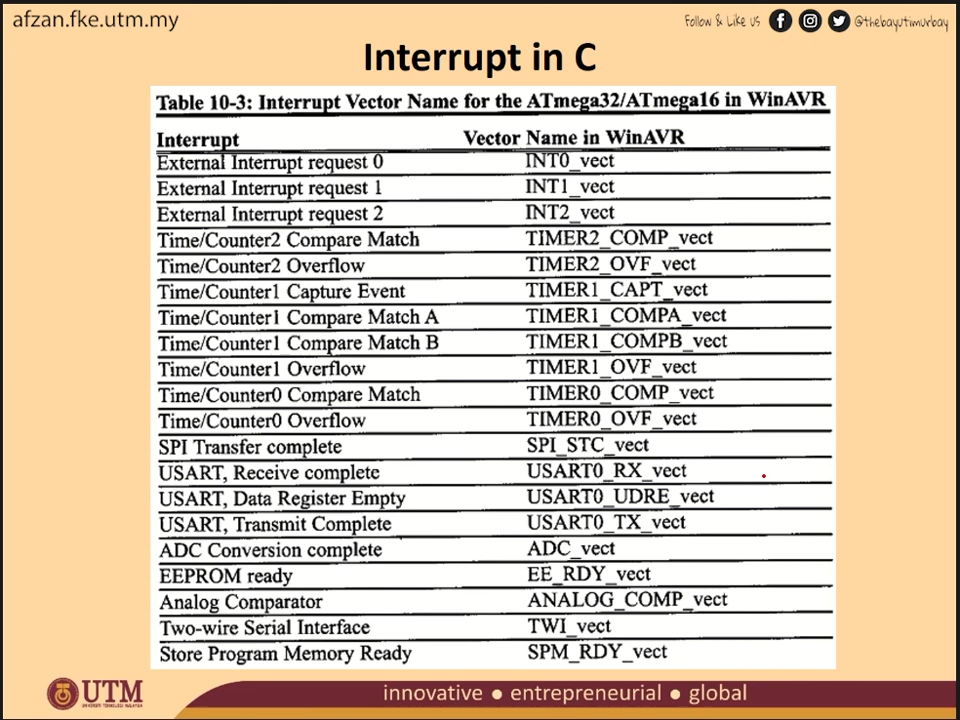 afzan.fke.utm.my
Follow & Like US @thebayutimurbay
Interrupt in C
Table 10-3: Interrupt Vector Name for the ATmega32/ATmega16 in WinAVR
Interrupt Vector Name in WinAVR
External Interrupt request 0 INT0_vect
External Interrupt request 1 INT1_vect
External Interrupt request 2 INT2_vect
Time/Counter2 Compare Match TIMER2_COMP_vect
Time/Counter2 Overflow TIMER2_OVF_vect
Time/Counter1 Capture Event TIMER1_CAPT_vect
Time/Counter1 Compare Match A TIMER1_COMPA_vect
Time/Counter1 Compare Match B TIMER1_COMPB_vect
Time/Counter1 Overflow TIMER1_OVF_vect
Time/Counter0 Compare Match TIMER0_COMP_vect
Time/Counter0 Overflow TIMER0_OVF_vect
SPI Transfer complete SPI_STC_vect
USART, Receive complete USART0_RX_vect
USART, Data Register Empty USART0_UDRE_vect
USART, Transmit Complete USART0_TX_vect
ADC Conversion complete ADC_vect
EEPROM ready EE_RDY_vect
Analog Comparator ANALOG_COMP_vect
Two-wire Serial Interface TWI_vect
Store Program Memory Ready SPM_RDY_vect
UTM
UNIVERSITI TEKNOLOGI MALAYSIA
innovative ● entrepreneurial ● global